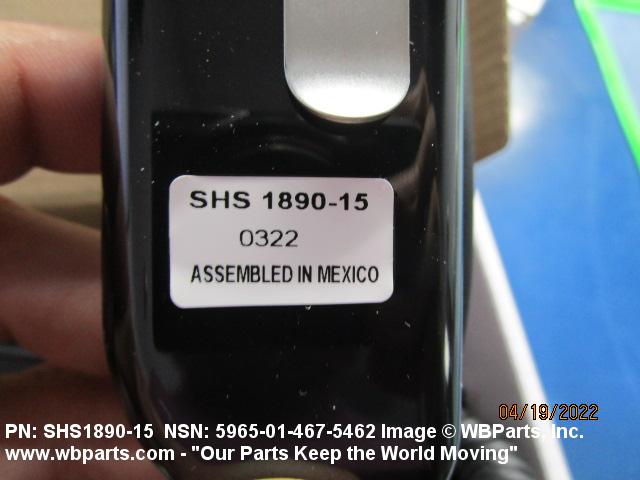 SHS 1890-15
0322
ASSEMBLED IN MEXICO
04/19/2022
PN: SHS1890-15 NSN: 5965-01-467-5462 Image © WBParts, Inc.
www.wbparts.com - "Our Parts Keep the World Moving"